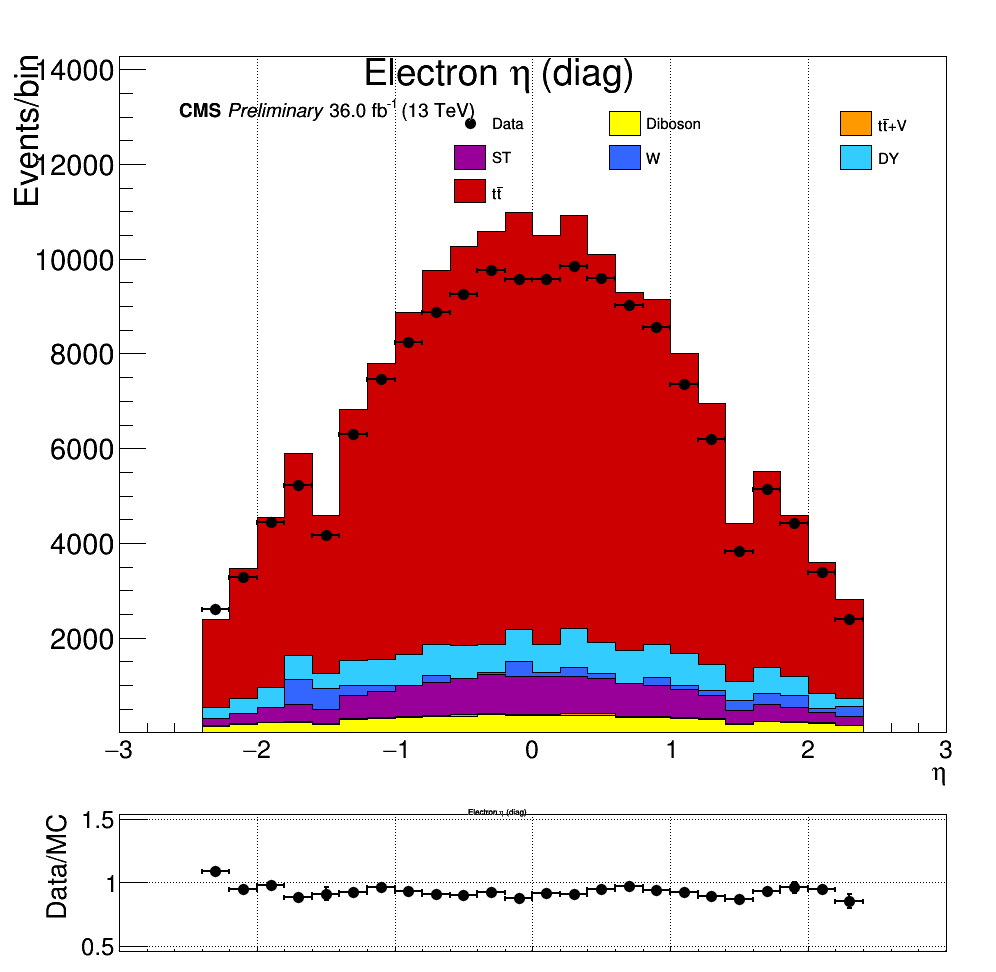 Electron η (diag)
CMS Preliminary 36.0 fb-1 (13 TeV)
Data
Diboson
tt̄+V
ST
W
DY
tt̄
Events/bin
14000
12000
10000
8000
6000
4000
2000
−3 −2 −1 0 1 2 3
η
Electron η (diag)
Data/MC
1.5
1
0.5